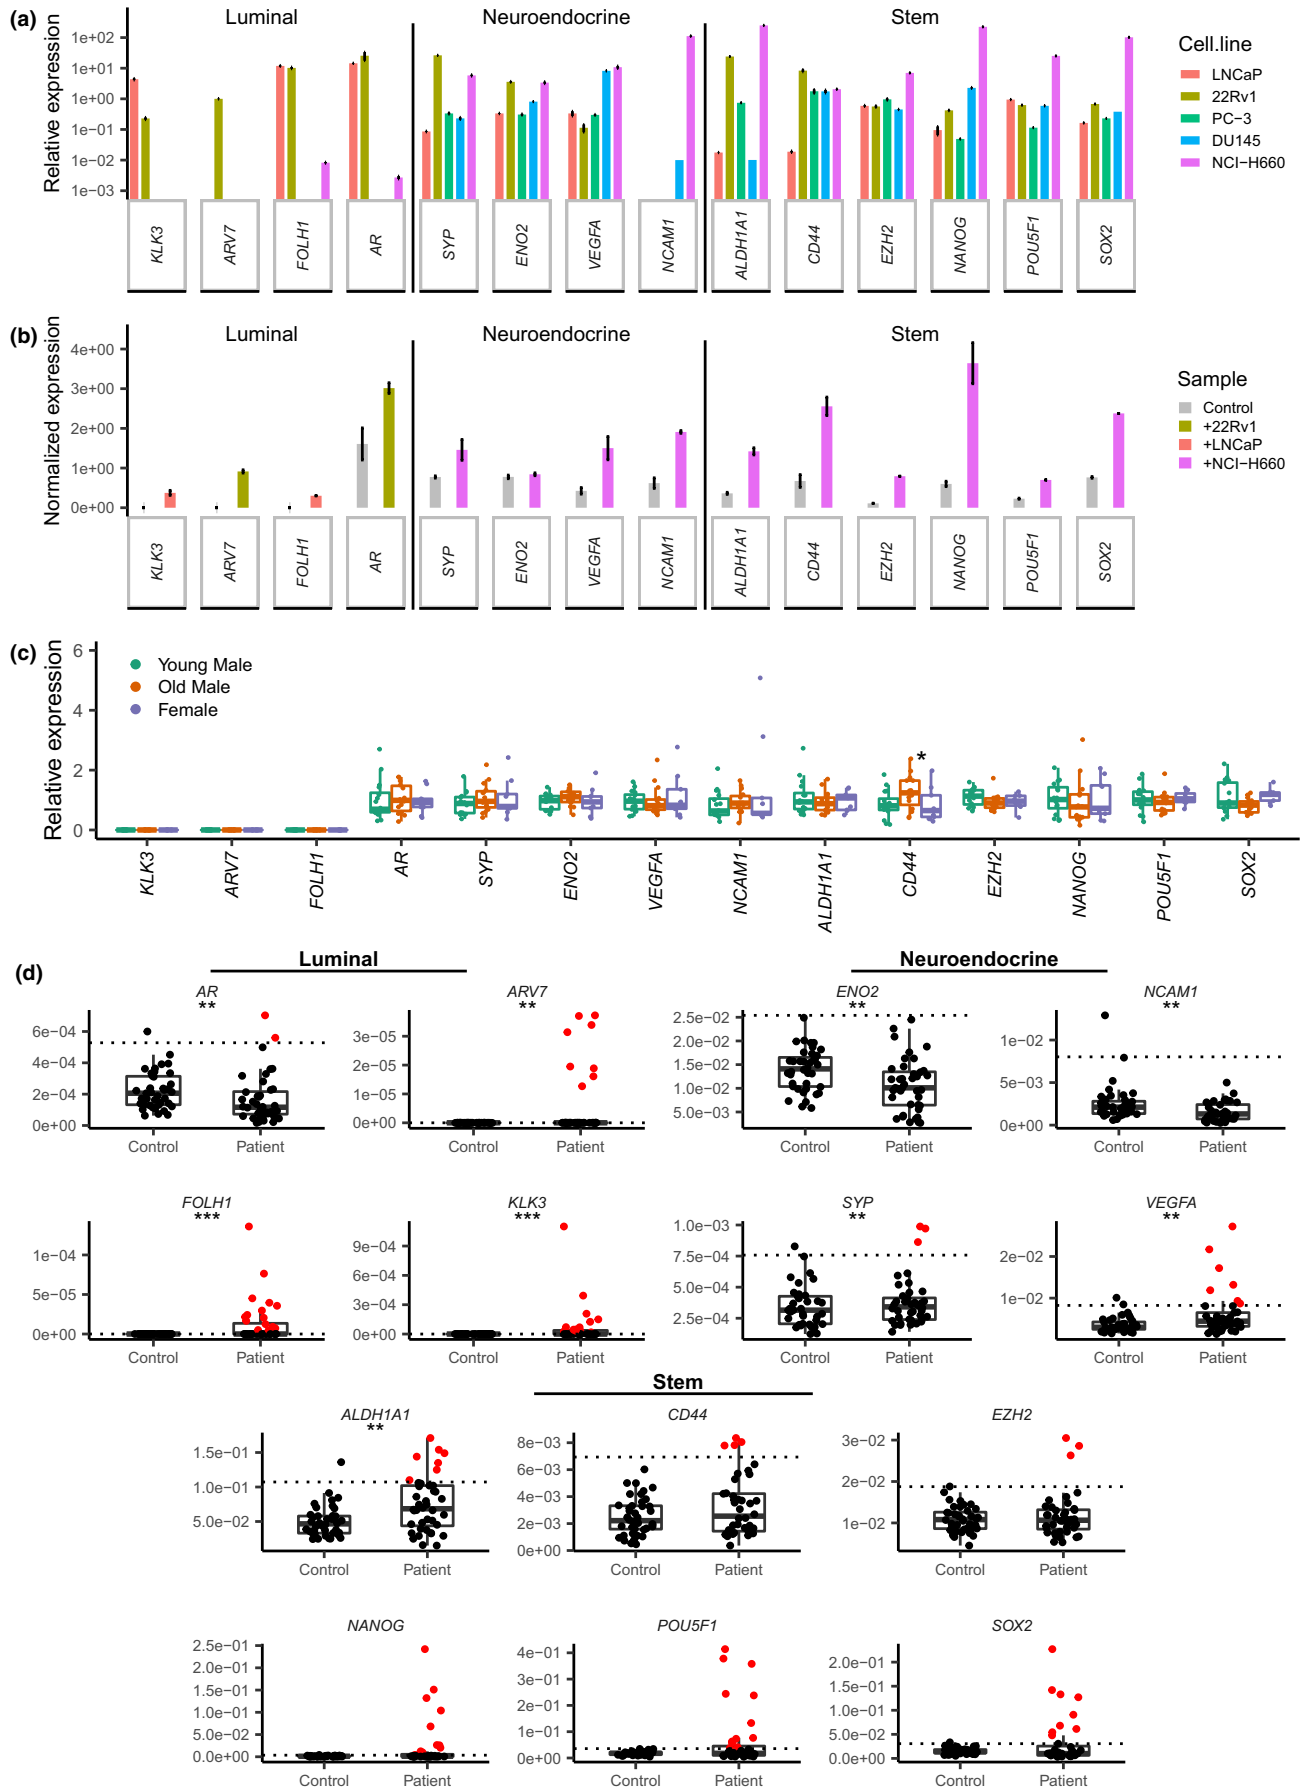 (a)
Luminal Neuroendocrine Stem
Relative expression
1e+02
1e+01
1e+00
1e−01
1e−02
1e−03
KLK3 ARV7 FOLH1 AR SYP ENO2 VEGFA NCAM1 ALDH1A1 CD44 EZH2 NANOG POU5F1 SOX2
Cell.line
LNCaP
22Rv1
PC−3
DU145
NCI−H660
(b)
Luminal Neuroendocrine Stem
Normalized expression
4e+00
3e+00
2e+00
1e+00
0e+00
KLK3 ARV7 FOLH1 AR SYP ENO2 VEGFA NCAM1 ALDH1A1 CD44 EZH2 NANOG POU5F1 SOX2
Sample
Control
+22Rv1
+LNCaP
+NCI−H660
(c)
Relative expression
6
4
2
0
Young Male
Old Male
Female
*
KLK3 ARV7 FOLH1 AR SYP ENO2 VEGFA NCAM1 ALDH1A1 CD44 EZH2 NANOG POU5F1 SOX2
(d)
Luminal Neuroendocrine
AR
**
6e−04
4e−04
2e−04
0e+00
Control Patient
ARV7
**
3e−05
2e−05
1e−05
0e+00
Control Patient
ENO2
**
2.5e−02
2.0e−02
1.5e−02
1.0e−02
5.0e−03
Control Patient
NCAM1
**
1e−02
5e−03
0e+00
Control Patient
FOLH1
***
1e−04
5e−05
0e+00
Control Patient
KLK3
***
9e−04
6e−04
3e−04
0e+00
Control Patient
SYP
**
1.0e−03
7.5e−04
5.0e−04
2.5e−04
Control Patient
VEGFA
**
2e−02
1e−02
Control Patient
Stem
ALDH1A1
**
1.5e−01
1.0e−01
5.0e−02
Control Patient
CD44
8e−03
6e−03
4e−03
2e−03
0e+00
Control Patient
EZH2
3e−02
2e−02
1e−02
Control Patient
NANOG
2.5e−01
2.0e−01
1.5e−01
1.0e−01
5.0e−02
0.0e+00
Control Patient
POU5F1
4e−01
3e−01
2e−01
1e−01
0e+00
Control Patient
SOX2
2.0e−01
1.5e−01
1.0e−01
5.0e−02
0.0e+00
Control Patient